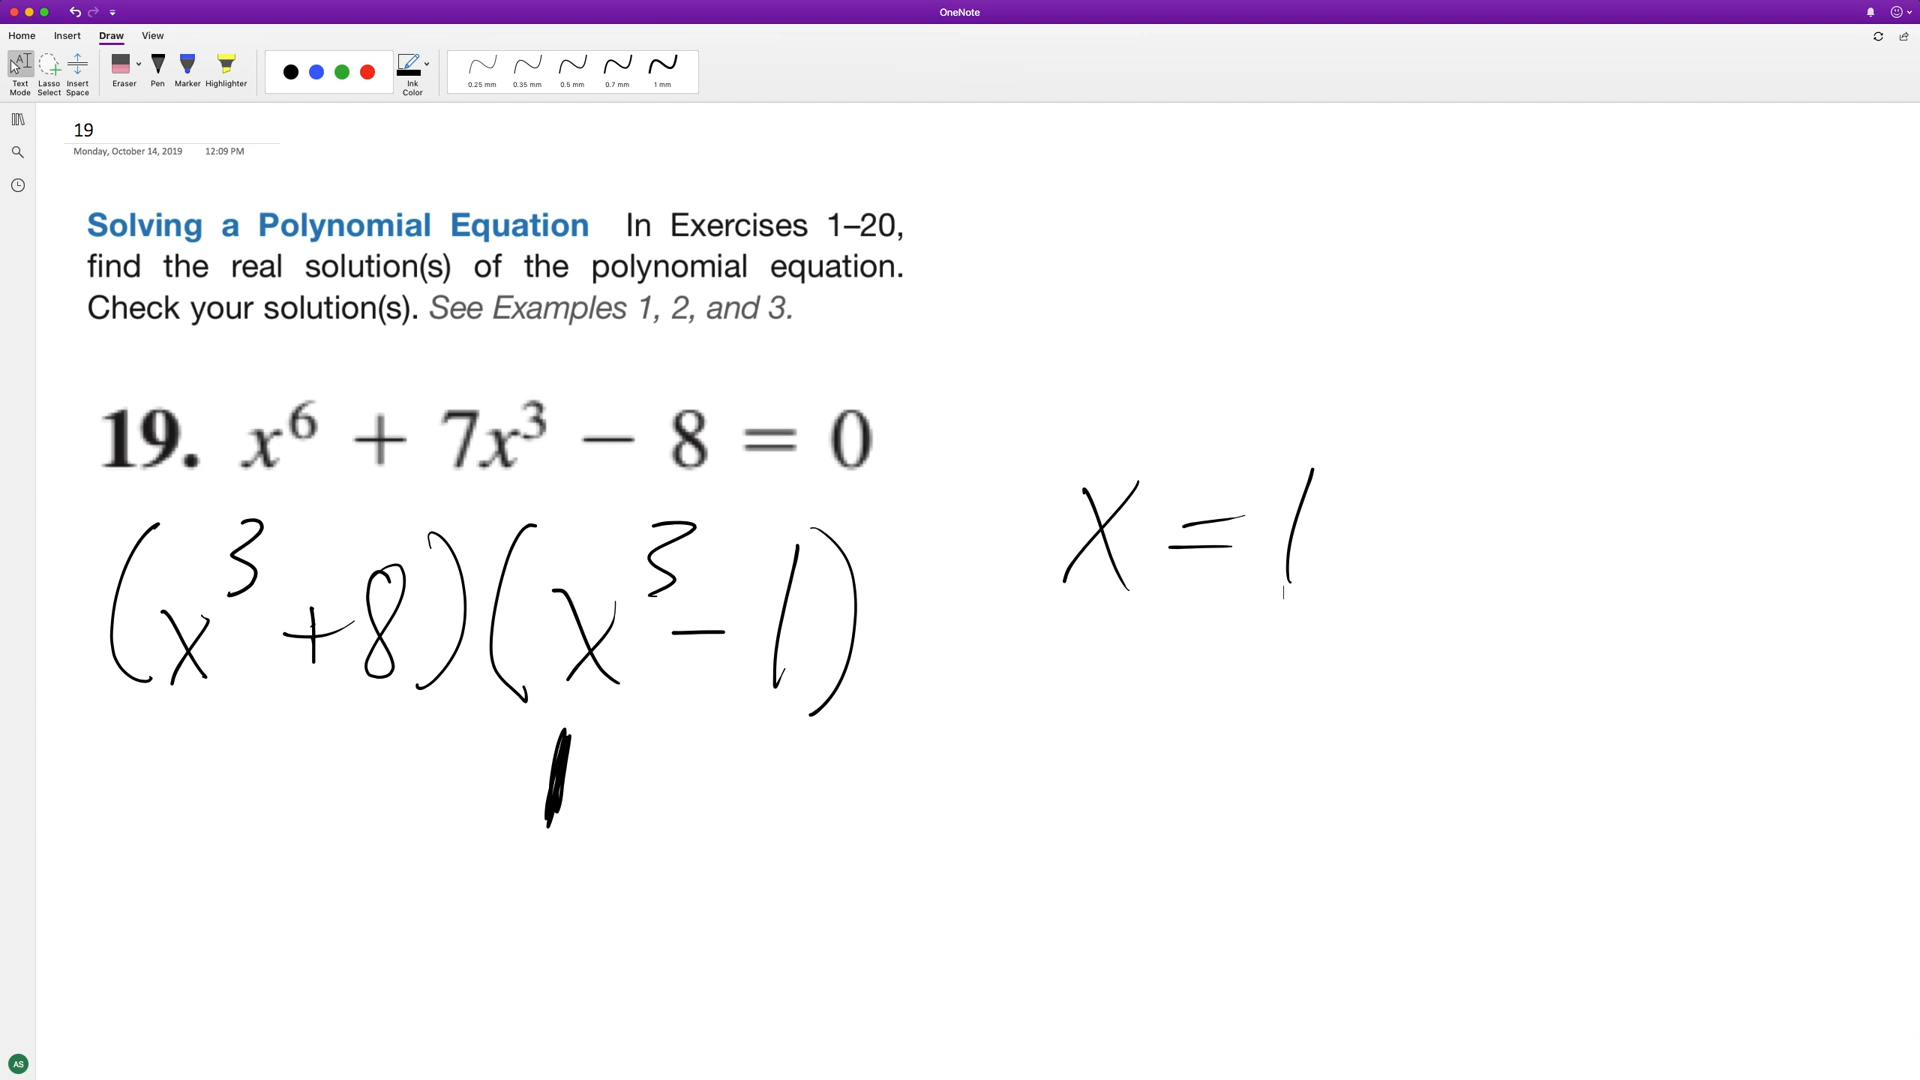 OneNote
Home Insert Draw View
Text Mode Lasso Select Insert Space Eraser Pen Marker Highlighter Ink Color 0.25 mm 0.35 mm 0.5 mm 0.7 mm 1 mm
19
Monday, October 14, 2019 12:09 PM
Solving a Polynomial Equation In Exercises 1–20,
find the real solution(s) of the polynomial equation.
Check your solution(s). See Examples 1, 2, and 3.
19. x⁶ + 7x³ − 8 = 0
x = 1
(x³ + 8)(x³ − 1)
AS